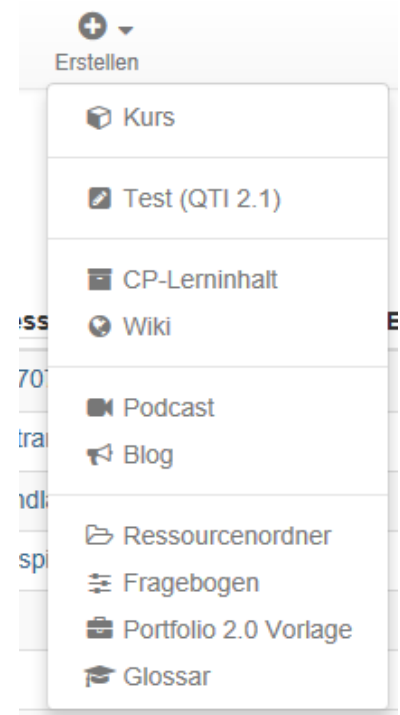 Erstellen
Kurs
Test (QTI 2.1)
CP-Lerninhalt
Wiki
Podcast
Blog
Ressourcenordner
Fragebogen
Portfolio 2.0 Vorlage
Glossar